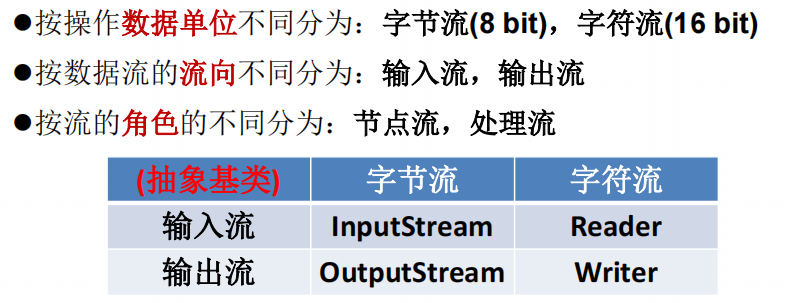 ●按操作数据单位不同分为：字节流(8 bit)，字符流(16 bit)
●按数据流的流向不同分为：输入流，输出流
●按流的角色的不同分为：节点流，处理流
(抽象基类) 字节流 字符流
输入流 InputStream Reader
输出流 OutputStream Writer